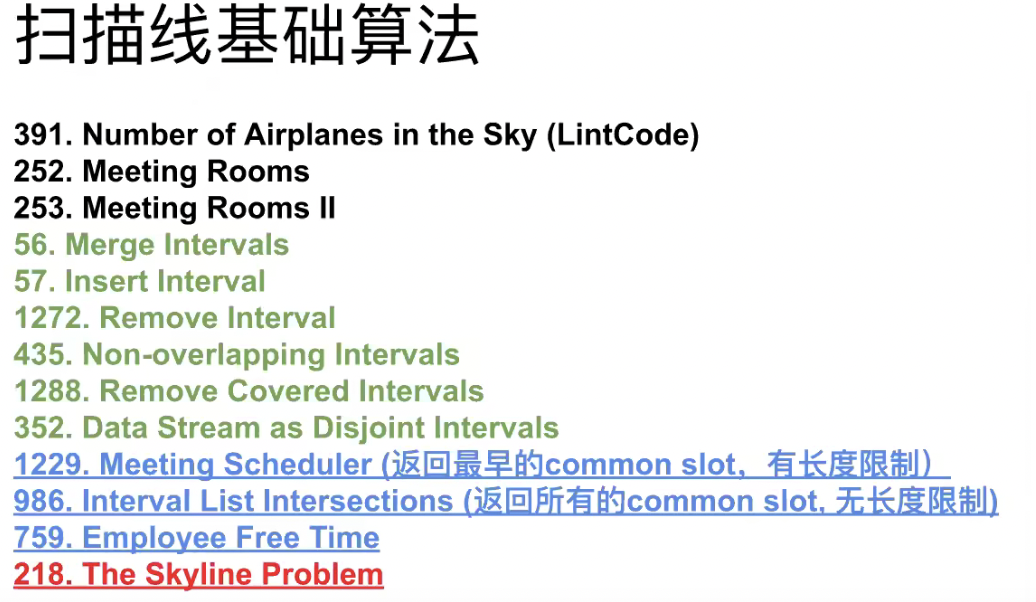 扫描线基础算法
391. Number of Airplanes in the Sky (LintCode)
252. Meeting Rooms
253. Meeting Rooms II
56. Merge Intervals
57. Insert Interval
1272. Remove Interval
435. Non-overlapping Intervals
1288. Remove Covered Intervals
352. Data Stream as Disjoint Intervals
1229. Meeting Scheduler (返回最早的common slot，有长度限制）
986. Interval List Intersections (返回所有的common slot, 无长度限制)
759. Employee Free Time
218. The Skyline Problem